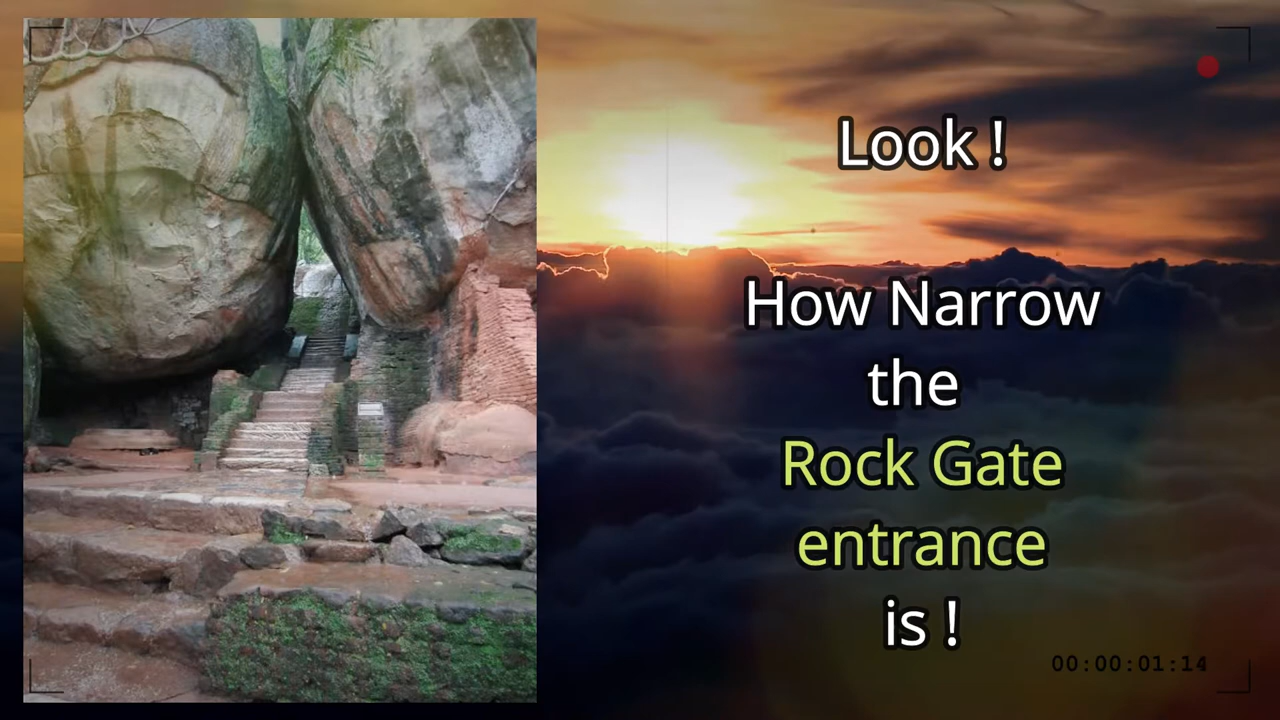 Look !
How Narrow
the
Rock Gate
entrance
is !
00:00:01:14